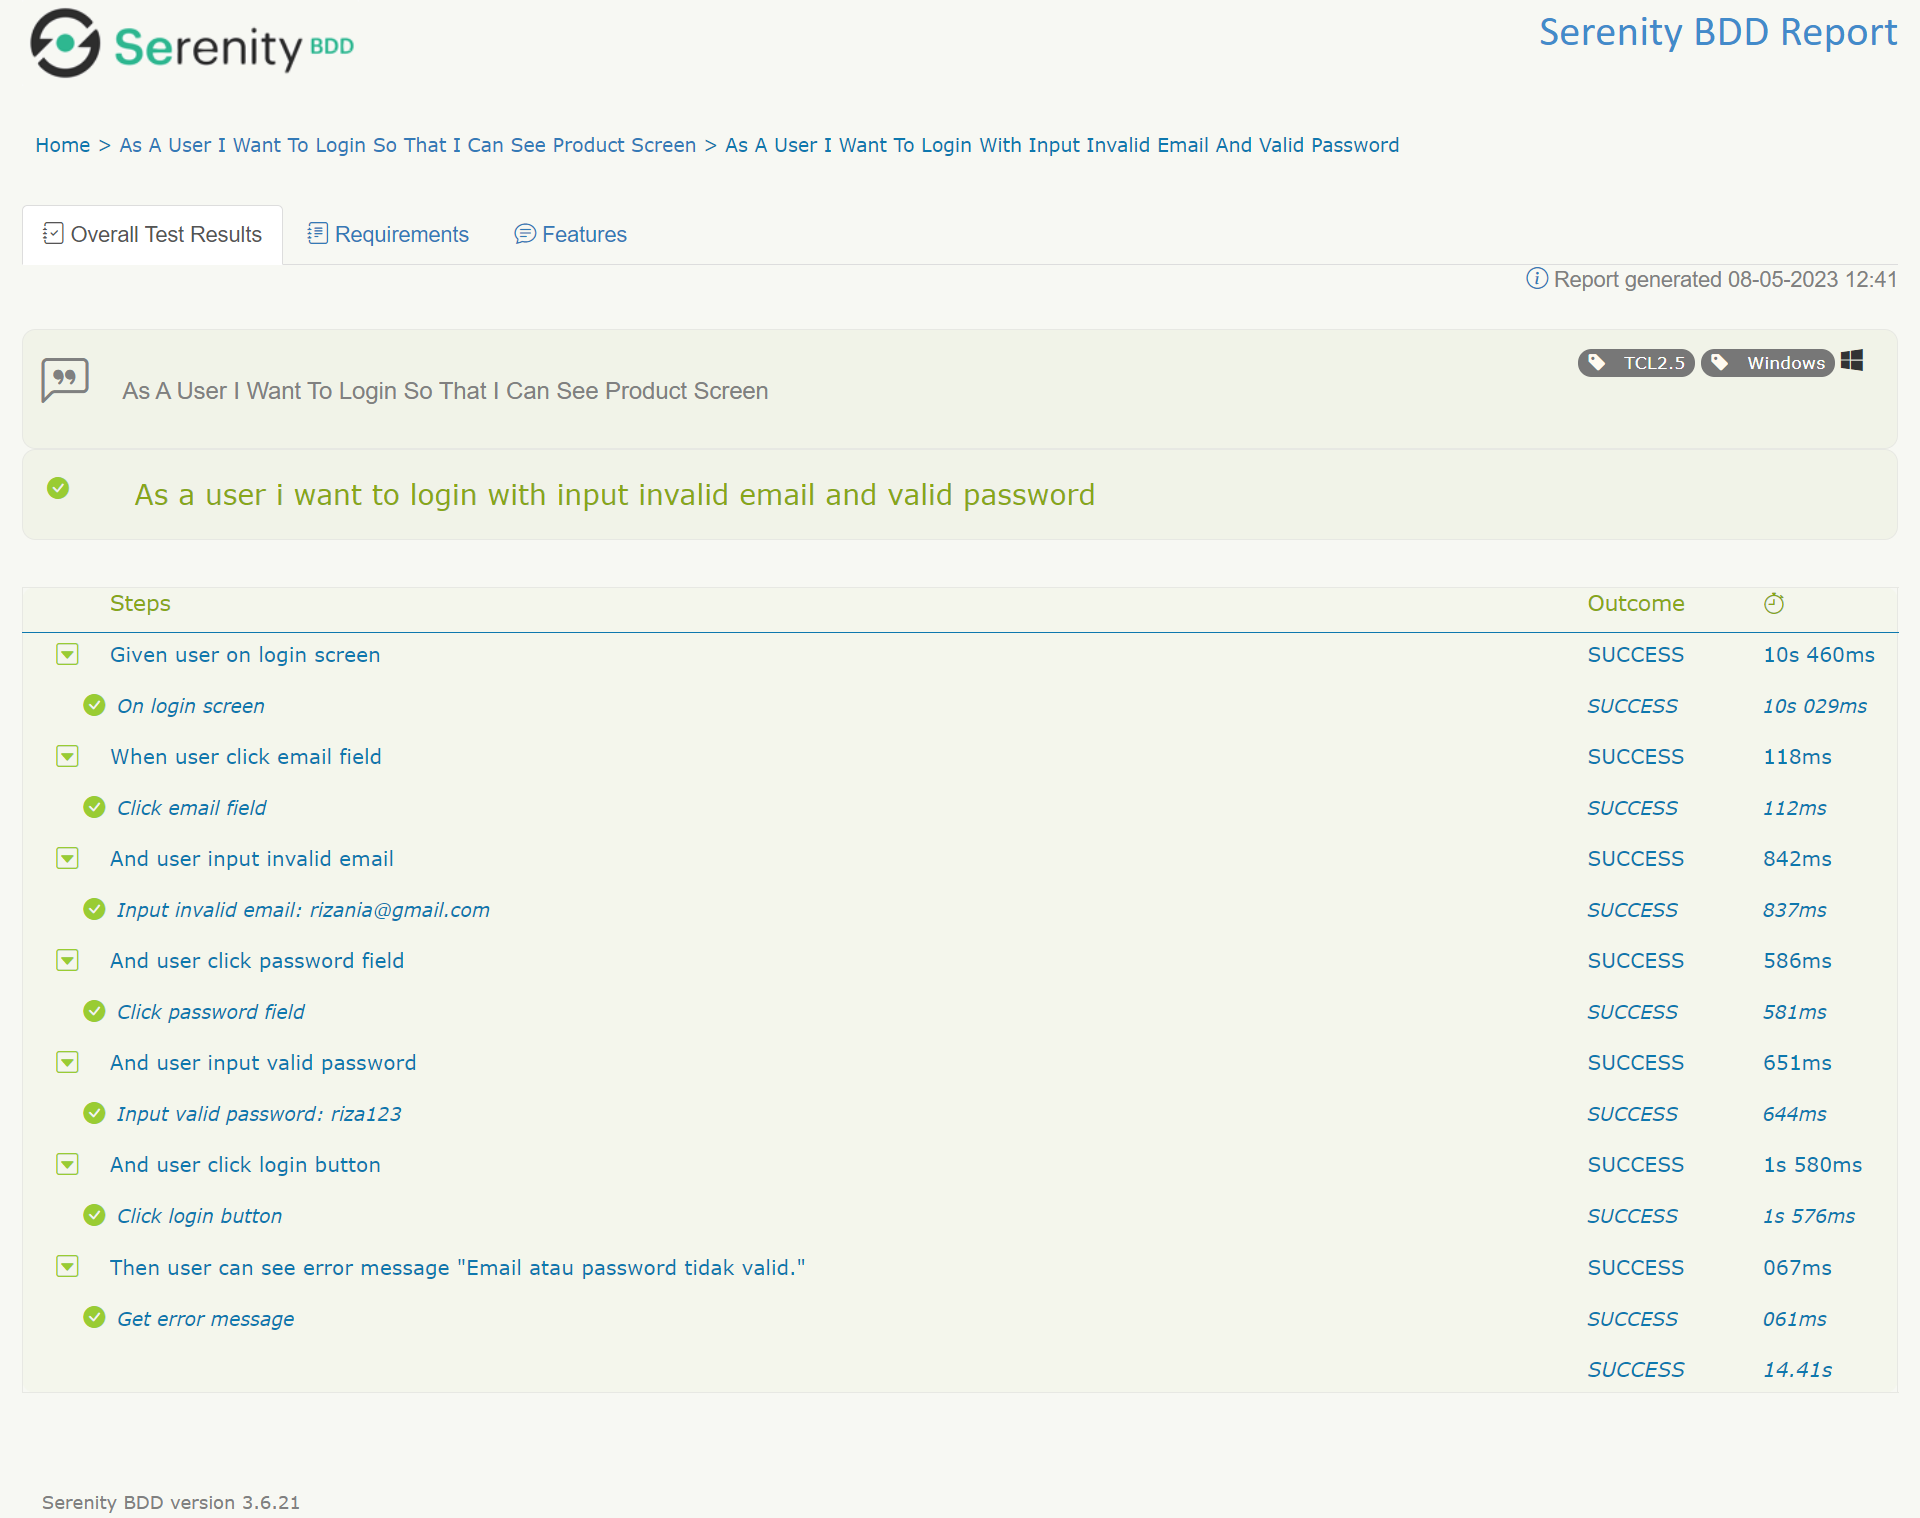 Serenity BDD
Serenity BDD Report
Home > As A User I Want To Login So That I Can See Product Screen > As A User I Want To Login With Input Invalid Email And Valid Password
Overall Test Results Requirements Features
Report generated 08-05-2023 12:41
TCL2.5 Windows
As A User I Want To Login So That I Can See Product Screen
As a user i want to login with input invalid email and valid password
Steps Outcome
Given user on login screen SUCCESS 10s 460ms
On login screen SUCCESS 10s 029ms
When user click email field SUCCESS 118ms
Click email field SUCCESS 112ms
And user input invalid email SUCCESS 842ms
Input invalid email: rizania@gmail.com SUCCESS 837ms
And user click password field SUCCESS 586ms
Click password field SUCCESS 581ms
And user input valid password SUCCESS 651ms
Input valid password: riza123 SUCCESS 644ms
And user click login button SUCCESS 1s 580ms
Click login button SUCCESS 1s 576ms
Then user can see error message "Email atau password tidak valid." SUCCESS 067ms
Get error message SUCCESS 061ms
SUCCESS 14.41s
Serenity BDD version 3.6.21